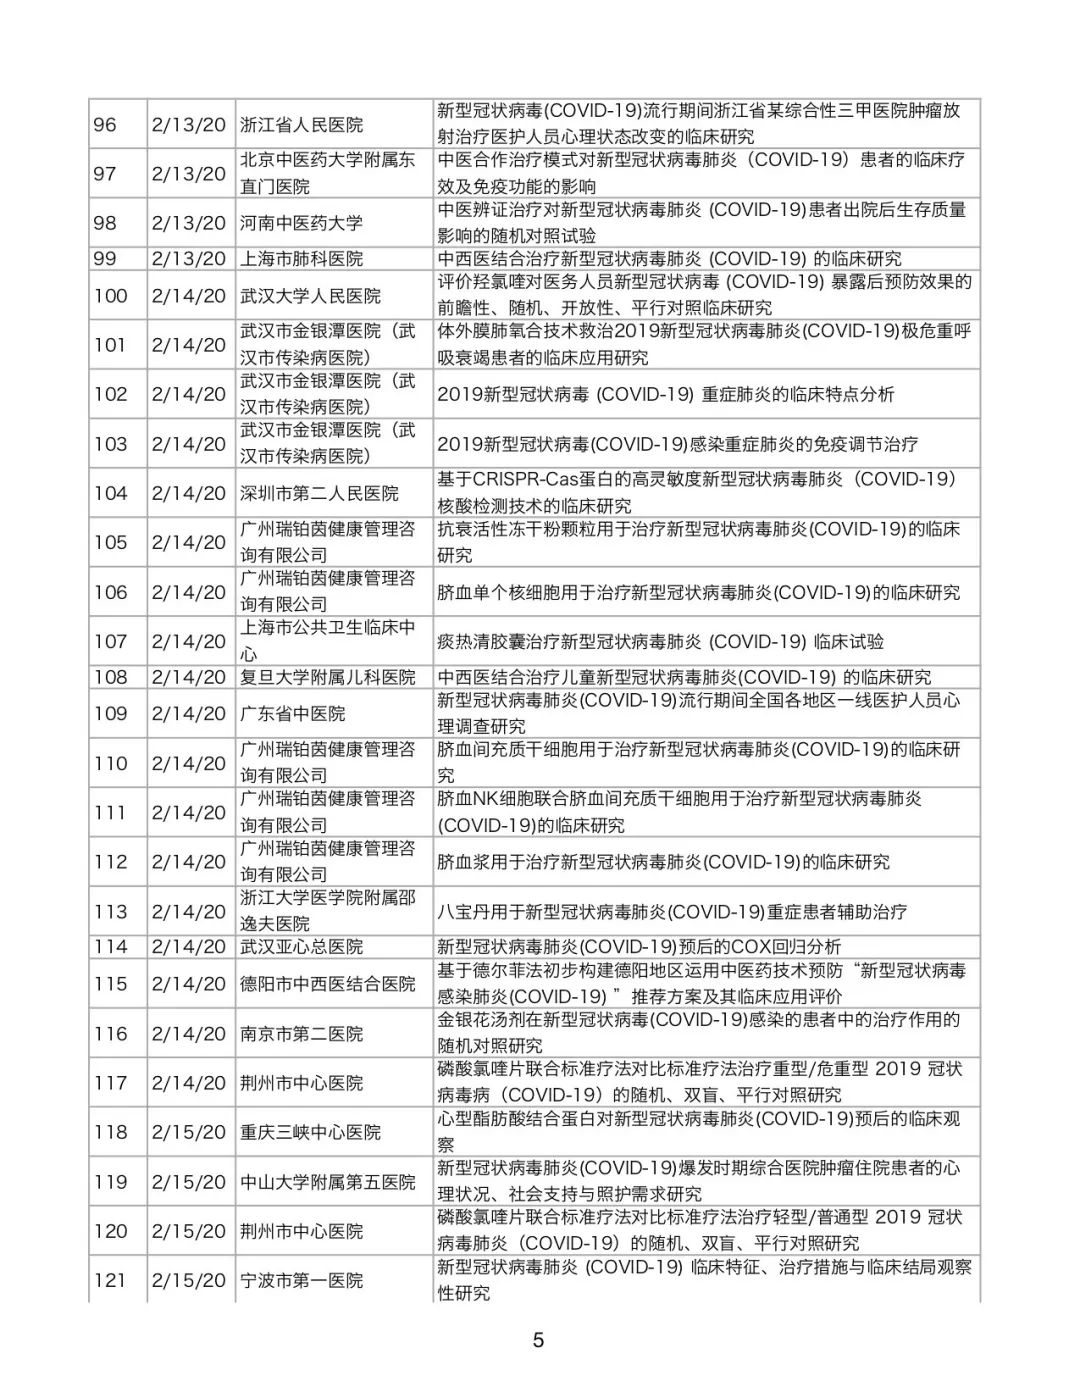 96 2/13/20 浙江省人民医院 新型冠状病毒(COVID-19)流行期间浙江省某综合性三甲医院肿瘤放
射治疗医护人员心理状态改变的临床研究
97 2/13/20 北京中医药大学附属东
直门医院 中医合作治疗模式对新型冠状病毒肺炎（COVID-19）患者的临床疗
效及免疫功能的影响
98 2/13/20 河南中医药大学 中医辨证治疗对新型冠状病毒肺炎 (COVID-19)患者出院后生存质量
影响的随机对照试验
99 2/13/20 上海市肺科医院 中西医结合治疗新型冠状病毒肺炎 (COVID-19) 的临床研究
100 2/14/20 武汉大学人民医院 评价羟氯喹对医务人员新型冠状病毒 (COVID-19) 暴露后预防效果的
前瞻性、随机、开放性、平行对照临床研究
101 2/14/20 武汉市金银潭医院（武
汉市传染病医院） 体外膜肺氧合技术救治2019新型冠状病毒肺炎(COVID-19)极危重呼
吸衰竭患者的临床应用研究
102 2/14/20 武汉市金银潭医院（武
汉市传染病医院） 2019新型冠状病毒 (COVID-19) 重症肺炎的临床特点分析
103 2/14/20 武汉市金银潭医院（武
汉市传染病医院） 2019新型冠状病毒(COVID-19)感染重症肺炎的免疫调节治疗
104 2/14/20 深圳市第二人民医院 基于CRISPR-Cas蛋白的高灵敏度新型冠状病毒肺炎（COVID-19）
核酸检测技术的临床研究
105 2/14/20 广州瑞铂茵健康管理咨
询有限公司 抗衰活性冻干粉颗粒用于治疗新型冠状病毒肺炎(COVID-19)的临床
研究
106 2/14/20 广州瑞铂茵健康管理咨
询有限公司 脐血单个核细胞用于治疗新型冠状病毒肺炎(COVID-19)的临床研究
107 2/14/20 上海市公共卫生临床中
心 痰热清胶囊治疗新型冠状病毒肺炎 (COVID-19) 临床试验
108 2/14/20 复旦大学附属儿科医院 中西医结合治疗儿童新型冠状病毒肺炎(COVID-19) 的临床研究
109 2/14/20 广东省中医院 新型冠状病毒肺炎(COVID-19)流行期间全国各地区一线医护人员心
理调查研究
110 2/14/20 广州瑞铂茵健康管理咨
询有限公司 脐血间充质干细胞用于治疗新型冠状病毒肺炎(COVID-19)的临床研
究
111 2/14/20 广州瑞铂茵健康管理咨
询有限公司 脐血NK细胞联合脐血间充质干细胞用于治疗新型冠状病毒肺炎
(COVID-19)的临床研究
112 2/14/20 广州瑞铂茵健康管理咨
询有限公司 脐血浆用于治疗新型冠状病毒肺炎(COVID-19)的临床研究
113 2/14/20 浙江大学医学院附属邵
逸夫医院 八宝丹用于新型冠状病毒肺炎(COVID-19)重症患者辅助治疗
114 2/14/20 武汉亚心总医院 新型冠状病毒肺炎(COVID-19)预后的COX回归分析
115 2/14/20 德阳市中西医结合医院 基于德尔菲法初步构建德阳地区运用中医药技术预防“新型冠状病毒
感染肺炎(COVID-19) ”推荐方案及其临床应用评价
116 2/14/20 南京市第二医院 金银花汤剂在新型冠状病毒(COVID-19)感染的患者中的治疗作用的
随机对照研究
117 2/14/20 荆州市中心医院 磷酸氯喹片联合标准疗法对比标准疗法治疗重型/危重型 2019 冠状
病毒病（COVID-19）的随机、双盲、平行对照研究
118 2/15/20 重庆三峡中心医院 心型酯肪酸结合蛋白对新型冠状病毒肺炎(COVID-19)预后的临床观
察
119 2/15/20 中山大学附属第五医院 新型冠状病毒肺炎(COVID-19)爆发时期综合医院肿瘤住院患者的心
理状况、社会支持与照护需求研究
120 2/15/20 荆州市中心医院 磷酸氯喹片联合标准疗法对比标准疗法治疗轻型/普通型 2019 冠状
病毒肺炎（COVID-19）的随机、双盲、平行对照研究
121 2/15/20 宁波市第一医院 新型冠状病毒肺炎 (COVID-19) 临床特征、治疗措施与临床结局观察
性研究
5